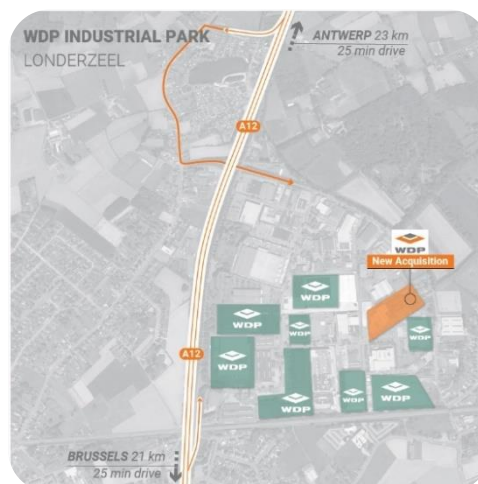 WDP INDUSTRIAL PARK
LONDERZEEL
ANTWERP 23 km
25 min drive
A12
WDP
New Acquisition
WDP
WDP
WDP
WDP
WDP
A12
WDP
WDP
WDP
BRUSSELS 21 km
25 min drive